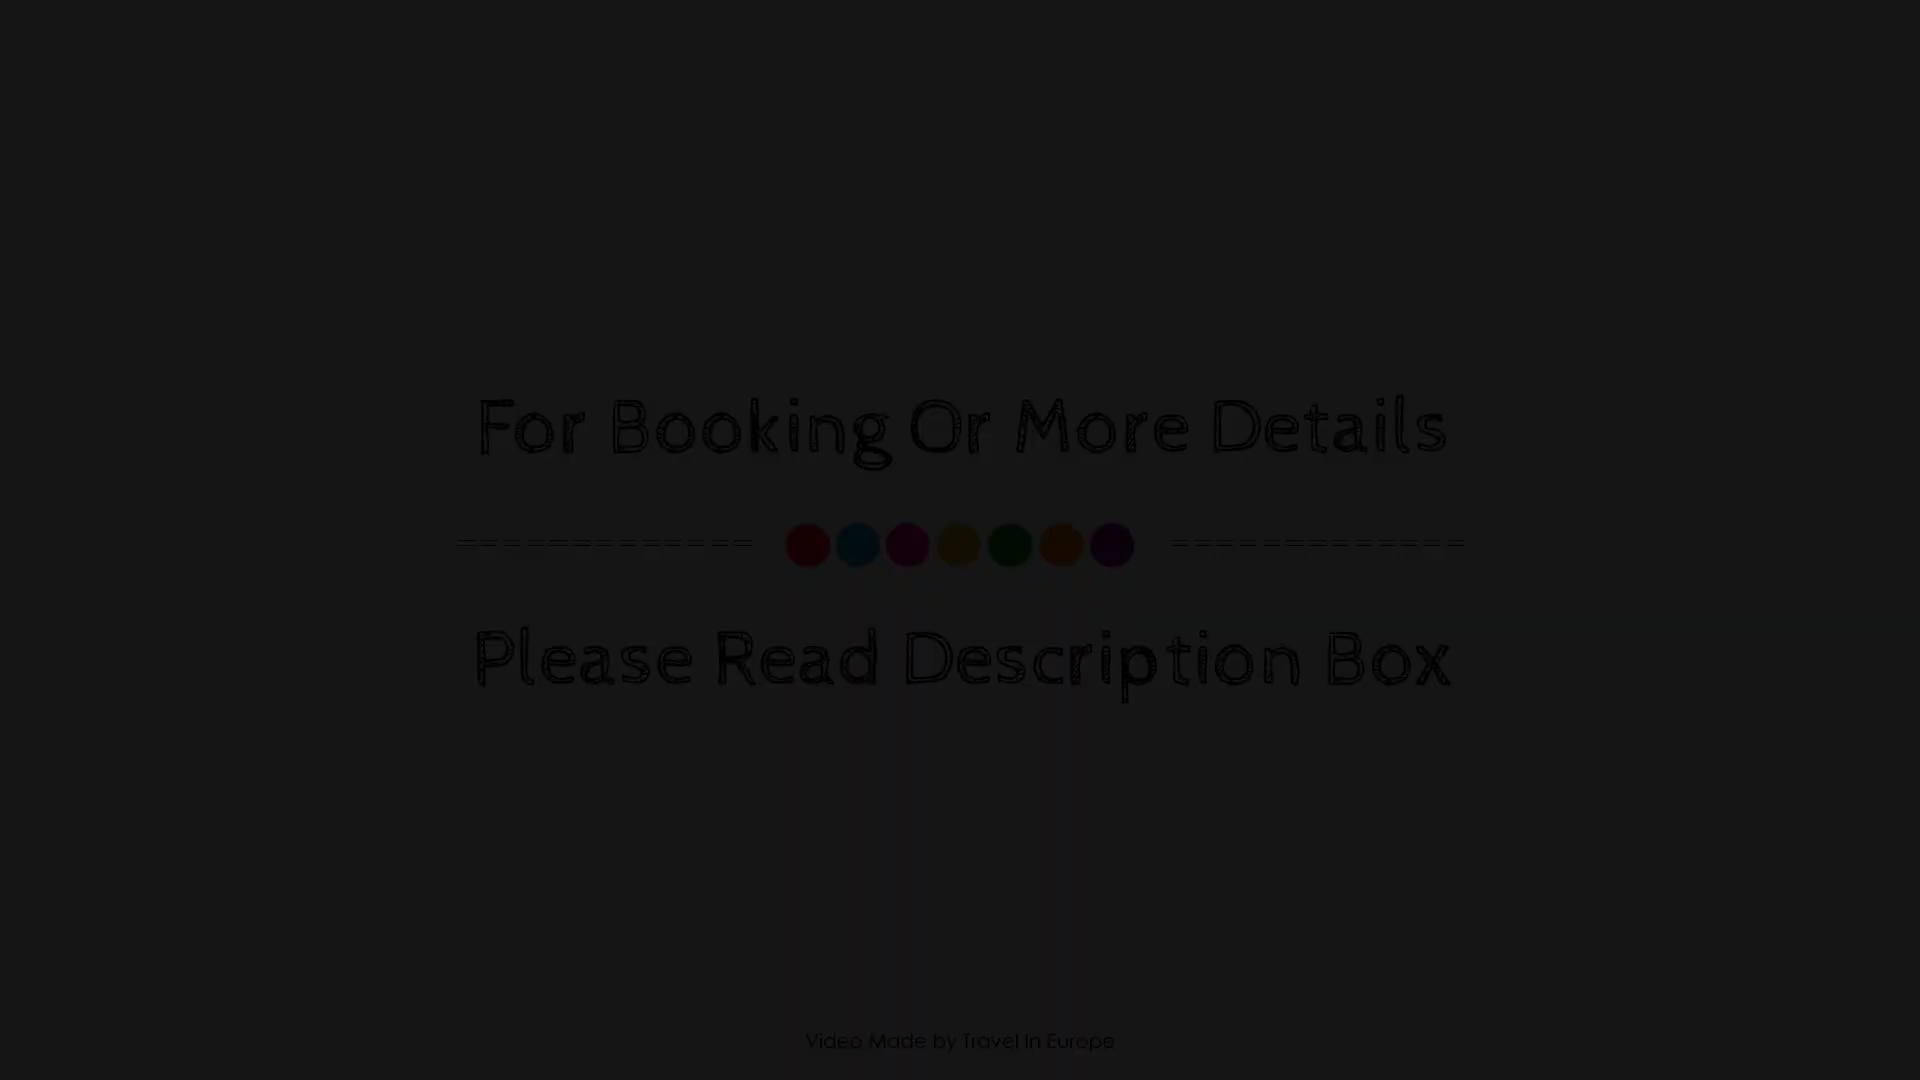 For Booking Or More Details
============= =============
Please Read Description Box
Video Made by Travel In Europe